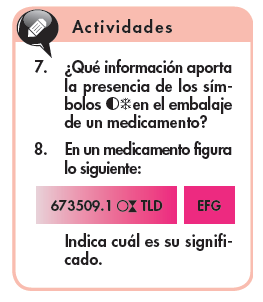 Actividades
7. ¿Qué información aporta
la presencia de los sím-
bolos ◐❄ en el embalaje
de un medicamento?
8. En un medicamento figura
lo siguiente:
673509.1 ○⧗ TLD EFG
Indica cuál es su signifi-
cado.